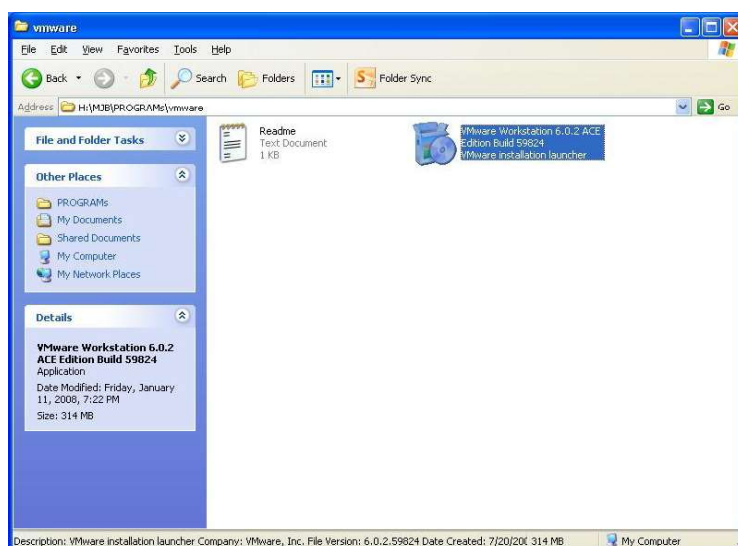 vmware
File Edit View Favorites Tools Help
Back Search Folders Folder Sync
Address H:\MJB\PROGRAMs\vmware Go
File and Folder Tasks
Other Places
PROGRAMs
My Documents
Shared Documents
My Computer
My Network Places
Details
VMware Workstation 6.0.2
ACE Edition Build 59824
Application
Date Modified: Friday, January
11, 2008, 7:22 PM
Size: 314 MB
Readme
Text Document
1 KB
VMware Workstation 6.0.2 ACE
Edition Build 59824
VMware installation launcher
Description: VMware installation launcher Company: VMware, Inc. File Version: 6.0.2.59824 Date Created: 314 MB My Computer